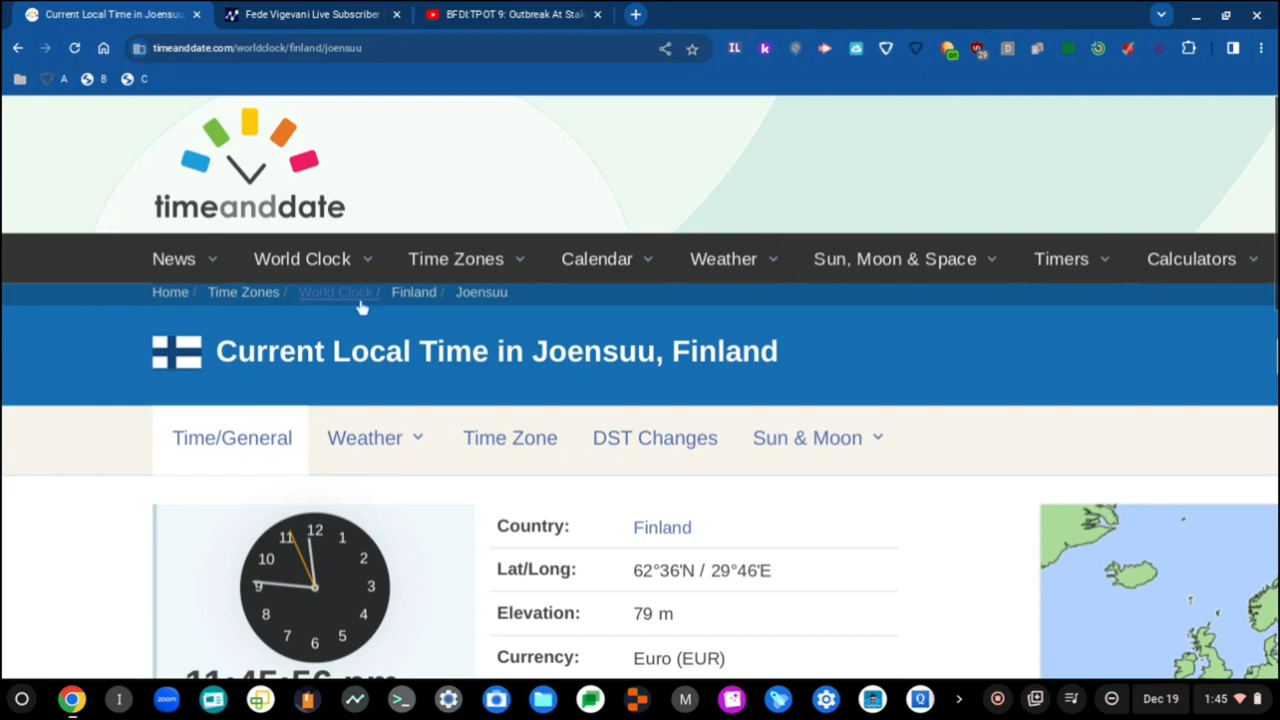 Current Local Time in Joensuu,
Fede Vigevani Live Subscriber
BFDI:TPOT 9: Outbreak At Stak
timeanddate.com/worldclock/finland/joensuu
A B C
timeanddate
News World Clock Time Zones Calendar Weather Sun, Moon & Space Timers Calculators
Home / Time Zones / World Clock / Finland / Joensuu
Current Local Time in Joensuu, Finland
Time/General Weather Time Zone DST Changes Sun & Moon
12
11 1
10 2
9 3
8 4
7 5
6
Country: Finland
Lat/Long: 62°36'N / 29°46'E
Elevation: 79 m
Currency: Euro (EUR)
11:45:56 pm
Dec 19 1:45